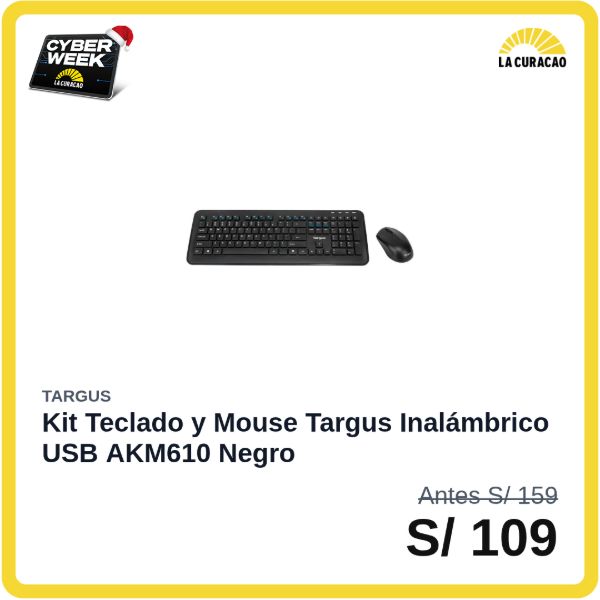 CYBER
WEEK
LA CURACAO
LA CURACAO
TARGUS
Kit Teclado y Mouse Targus Inalámbrico
USB AKM610 Negro
Antes S/ 159
S/ 109